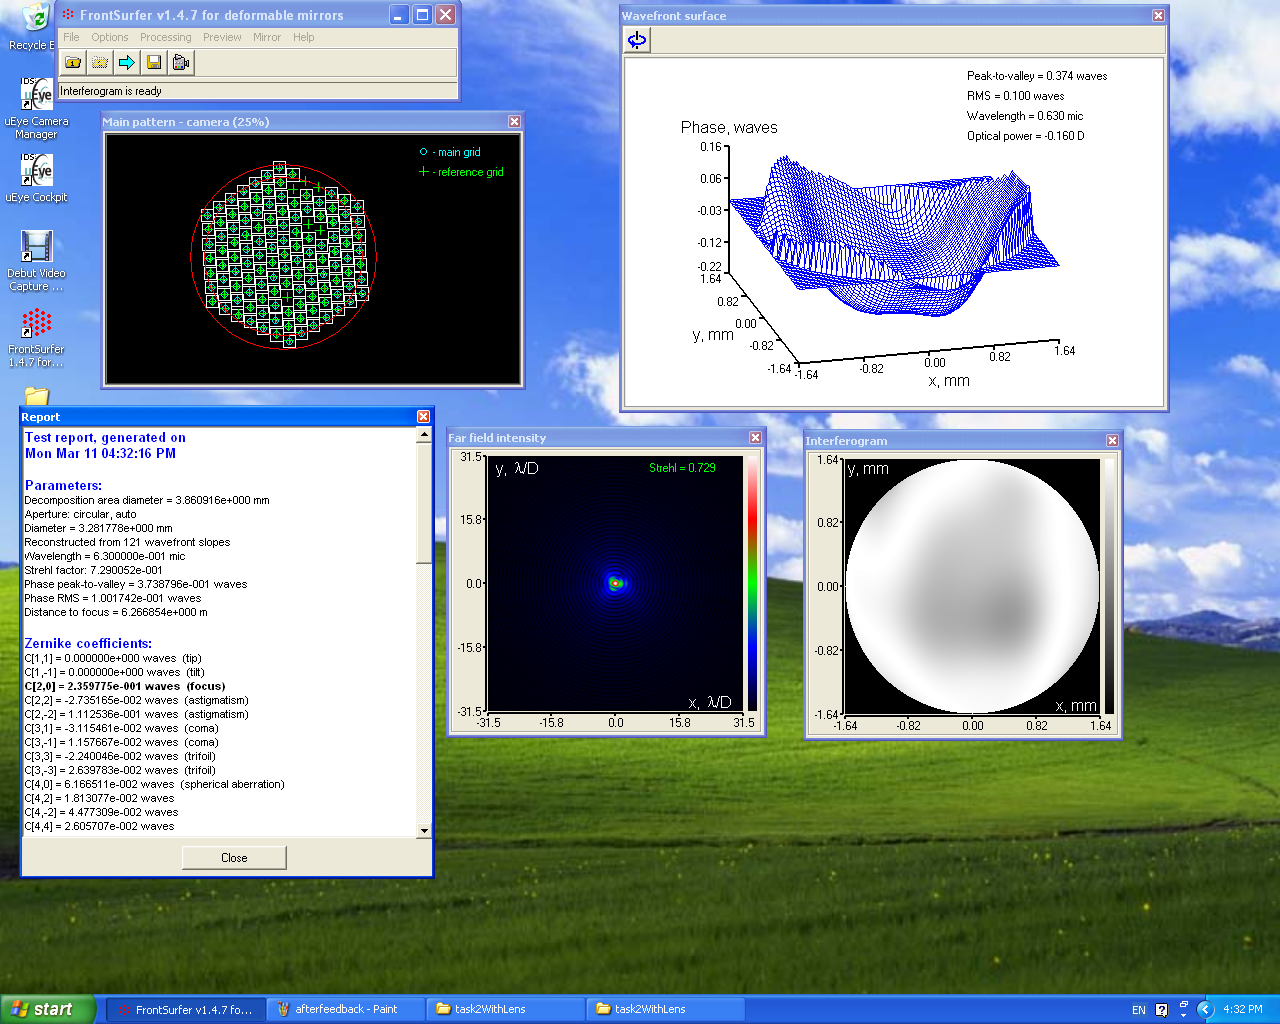 Recycle B
FrontSurfer v1.4.7 for deformable mirrors
File Options Processing Preview Mirror Help
Interferogram is ready
IDS:
uEye
uEye Camera
Manager
IDS:
uEye
uEye Cockpit
Debut Video
Capture ...
FrontSurfer
1.4.7 for...
Main pattern - camera (25%)
- main grid
- reference grid
Wavefront surface
Peak-to-valley = 0.374 waves
RMS = 0.100 waves
Wavelength = 0.630 mic
Optical power = -0.160 D
Phase, waves
0.16
0.06
-0.03
-0.12
-0.22
1.64
0.82
0.00
-0.82
-1.64
y, mm
-1.64
-0.82
0.00
0.82
1.64
x, mm
Report
Test report, generated on
Mon Mar 11 04:32:16 PM
Parameters:
Decomposition area diameter = 3.860916e+000 mm
Aperture: circular, auto
Diameter = 3.281778e+000 mm
Reconstructed from 121 wavefront slopes
Wavelength = 6.300000e-001 mic
Strehl factor: 7.290052e-001
Phase peak-to-valley = 3.738796e-001 waves
Phase RMS = 1.001742e-001 waves
Distance to focus = 6.266854e+000 m
Zernike coefficients:
C[1,1] = 0.000000e+000 waves (tip)
C[1,-1] = 0.000000e+000 waves (tilt)
C[2,0] = 2.359775e-001 waves (focus)
C[2,2] = -2.735165e-002 waves (astigmatism)
C[2,-2] = 1.112536e-001 waves (astigmatism)
C[3,1] = -3.115461e-002 waves (coma)
C[3,-1] = 1.157667e-002 waves (coma)
C[3,3] = -2.240046e-002 waves (trifoil)
C[3,-3] = 2.639783e-002 waves (trifoil)
C[4,0] = 6.166511e-002 waves (spherical aberration)
C[4,2] = 1.813077e-002 waves
C[4,-2] = 4.477309e-002 waves
C[4,4] = 2.605707e-002 waves
Close
Far field intensity
y, λ/D
Strehl = 0.729
31.5
15.8
0.0
-15.8
-31.5
x, λ/D
-31.5 -15.8 0.0 15.8 31.5
Interferogram
y, mm
1.64
0.82
0.00
-0.82
-1.64
x, mm
-1.64 -0.82 0.00 0.82 1.64
start
FrontSurfer v1.4.7 fo...
afterfeedback - Paint
task2WithLens
task2WithLens
EN
4:32 PM